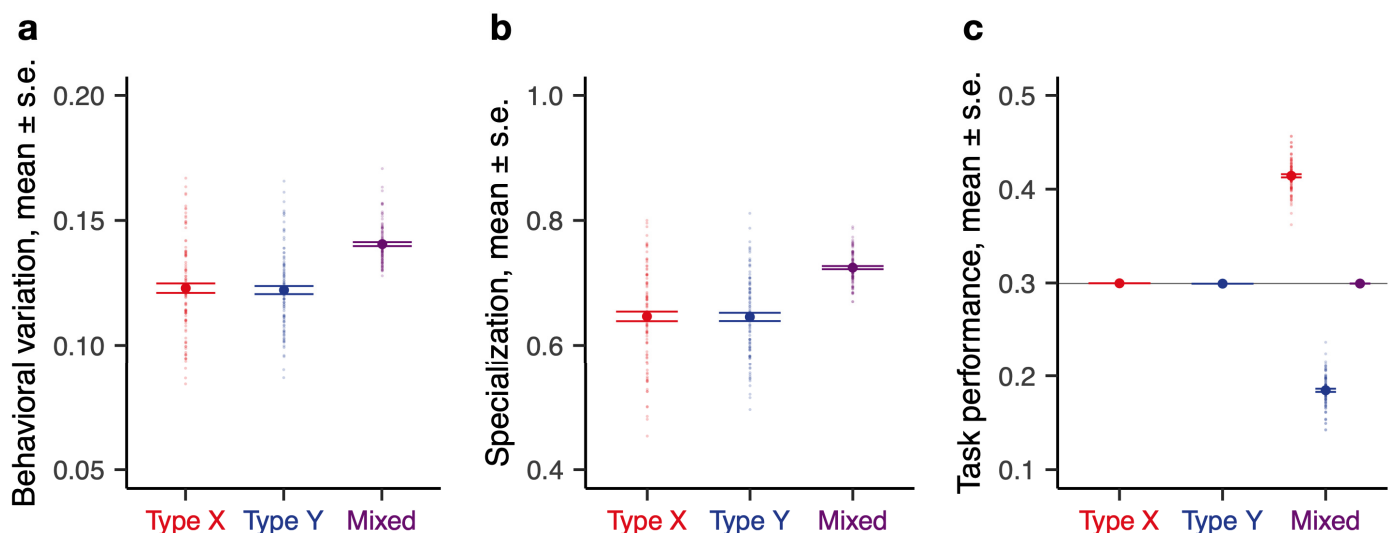 a
Behavioral variation, mean ± s.e.
0.20
0.15
0.10
0.05
Type X Type Y Mixed
b
Specialization, mean ± s.e.
1.0
0.8
0.6
0.4
Type X Type Y Mixed
c
Task performance, mean ± s.e.
0.5
0.4
0.3
0.2
0.1
Type X Type Y Mixed